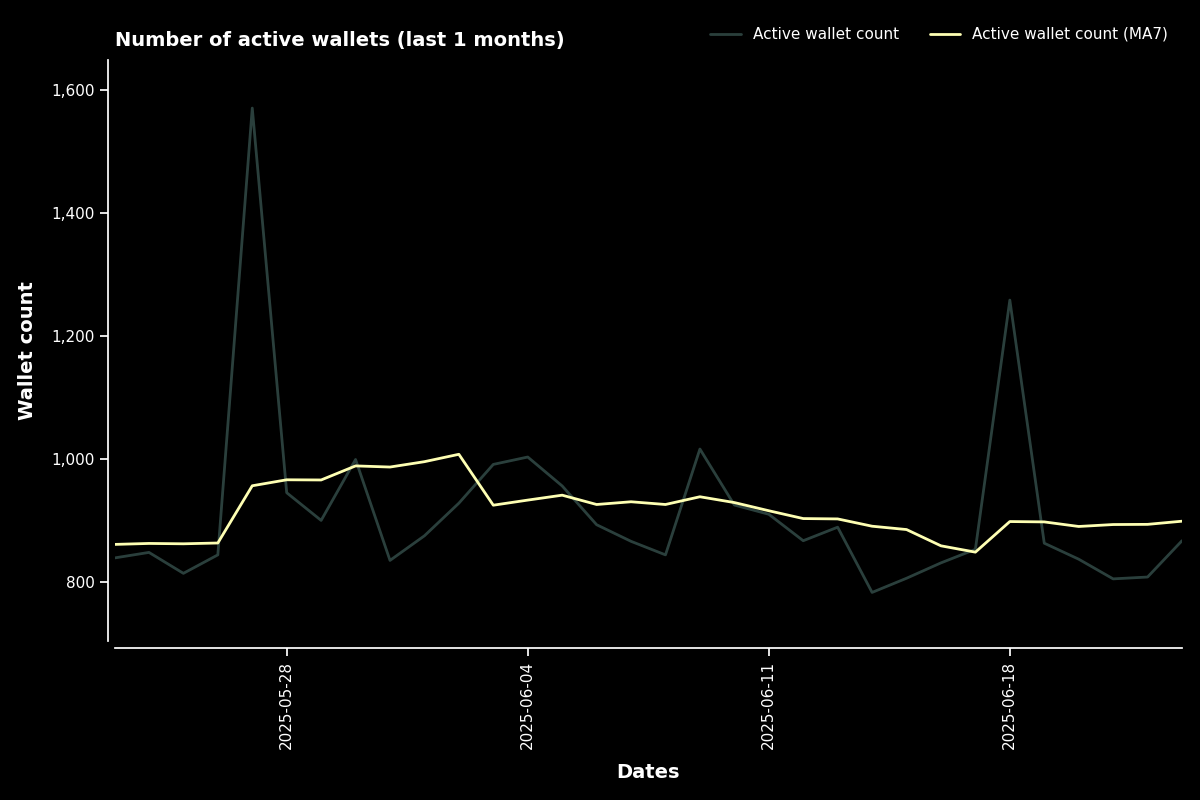 Number of active wallets (last 1 months)
Active wallet count
Active wallet count (MA7)
1,600
1,400
1,200
1,000
800
Wallet count
2025-05-28
2025-06-04
2025-06-11
2025-06-18
Dates